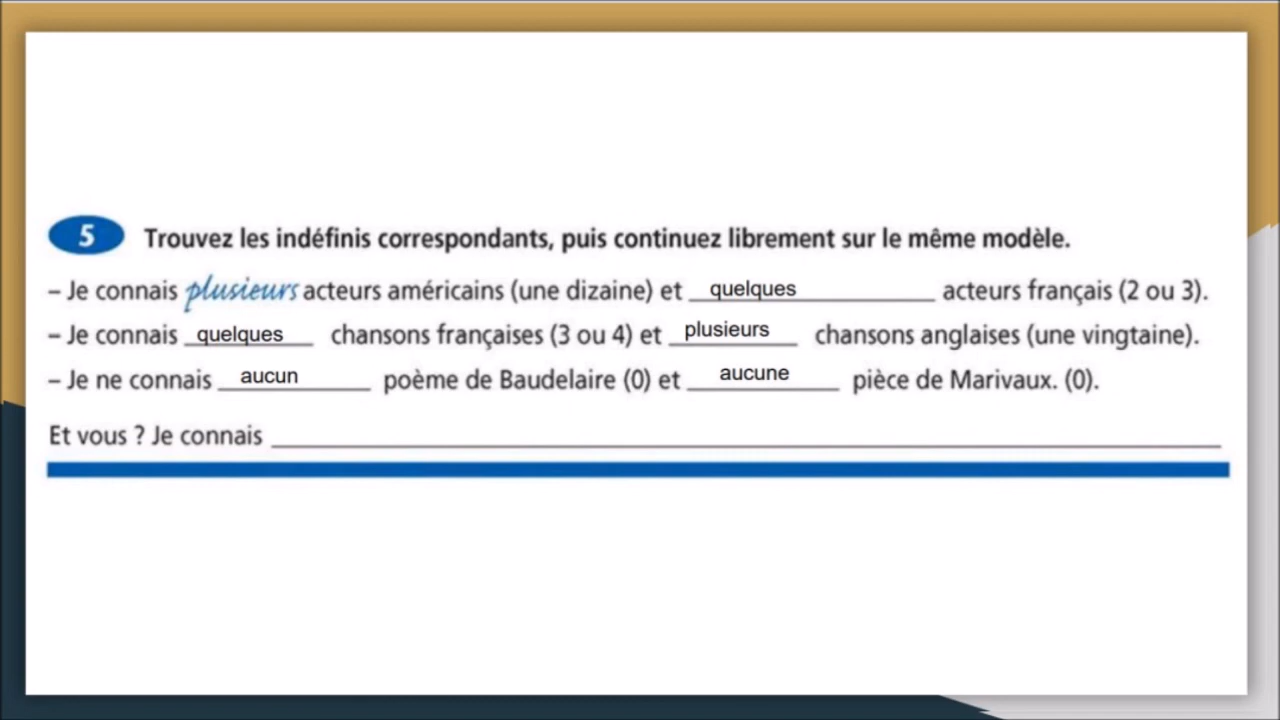 5 Trouvez les indéfinis correspondants, puis continuez librement sur le même modèle.
– Je connais plusieurs acteurs américains (une dizaine) et quelques acteurs français (2 ou 3).
– Je connais quelques chansons françaises (3 ou 4) et plusieurs chansons anglaises (une vingtaine).
– Je ne connais aucun poème de Baudelaire (0) et aucune pièce de Marivaux. (0).
Et vous ? Je connais